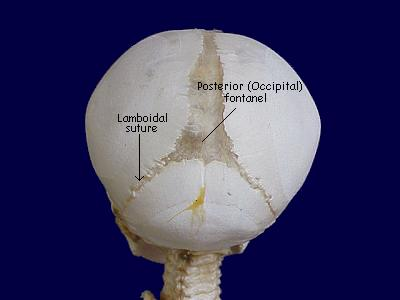 Posterior (Occipital)
fontanel
Lamboidal
suture